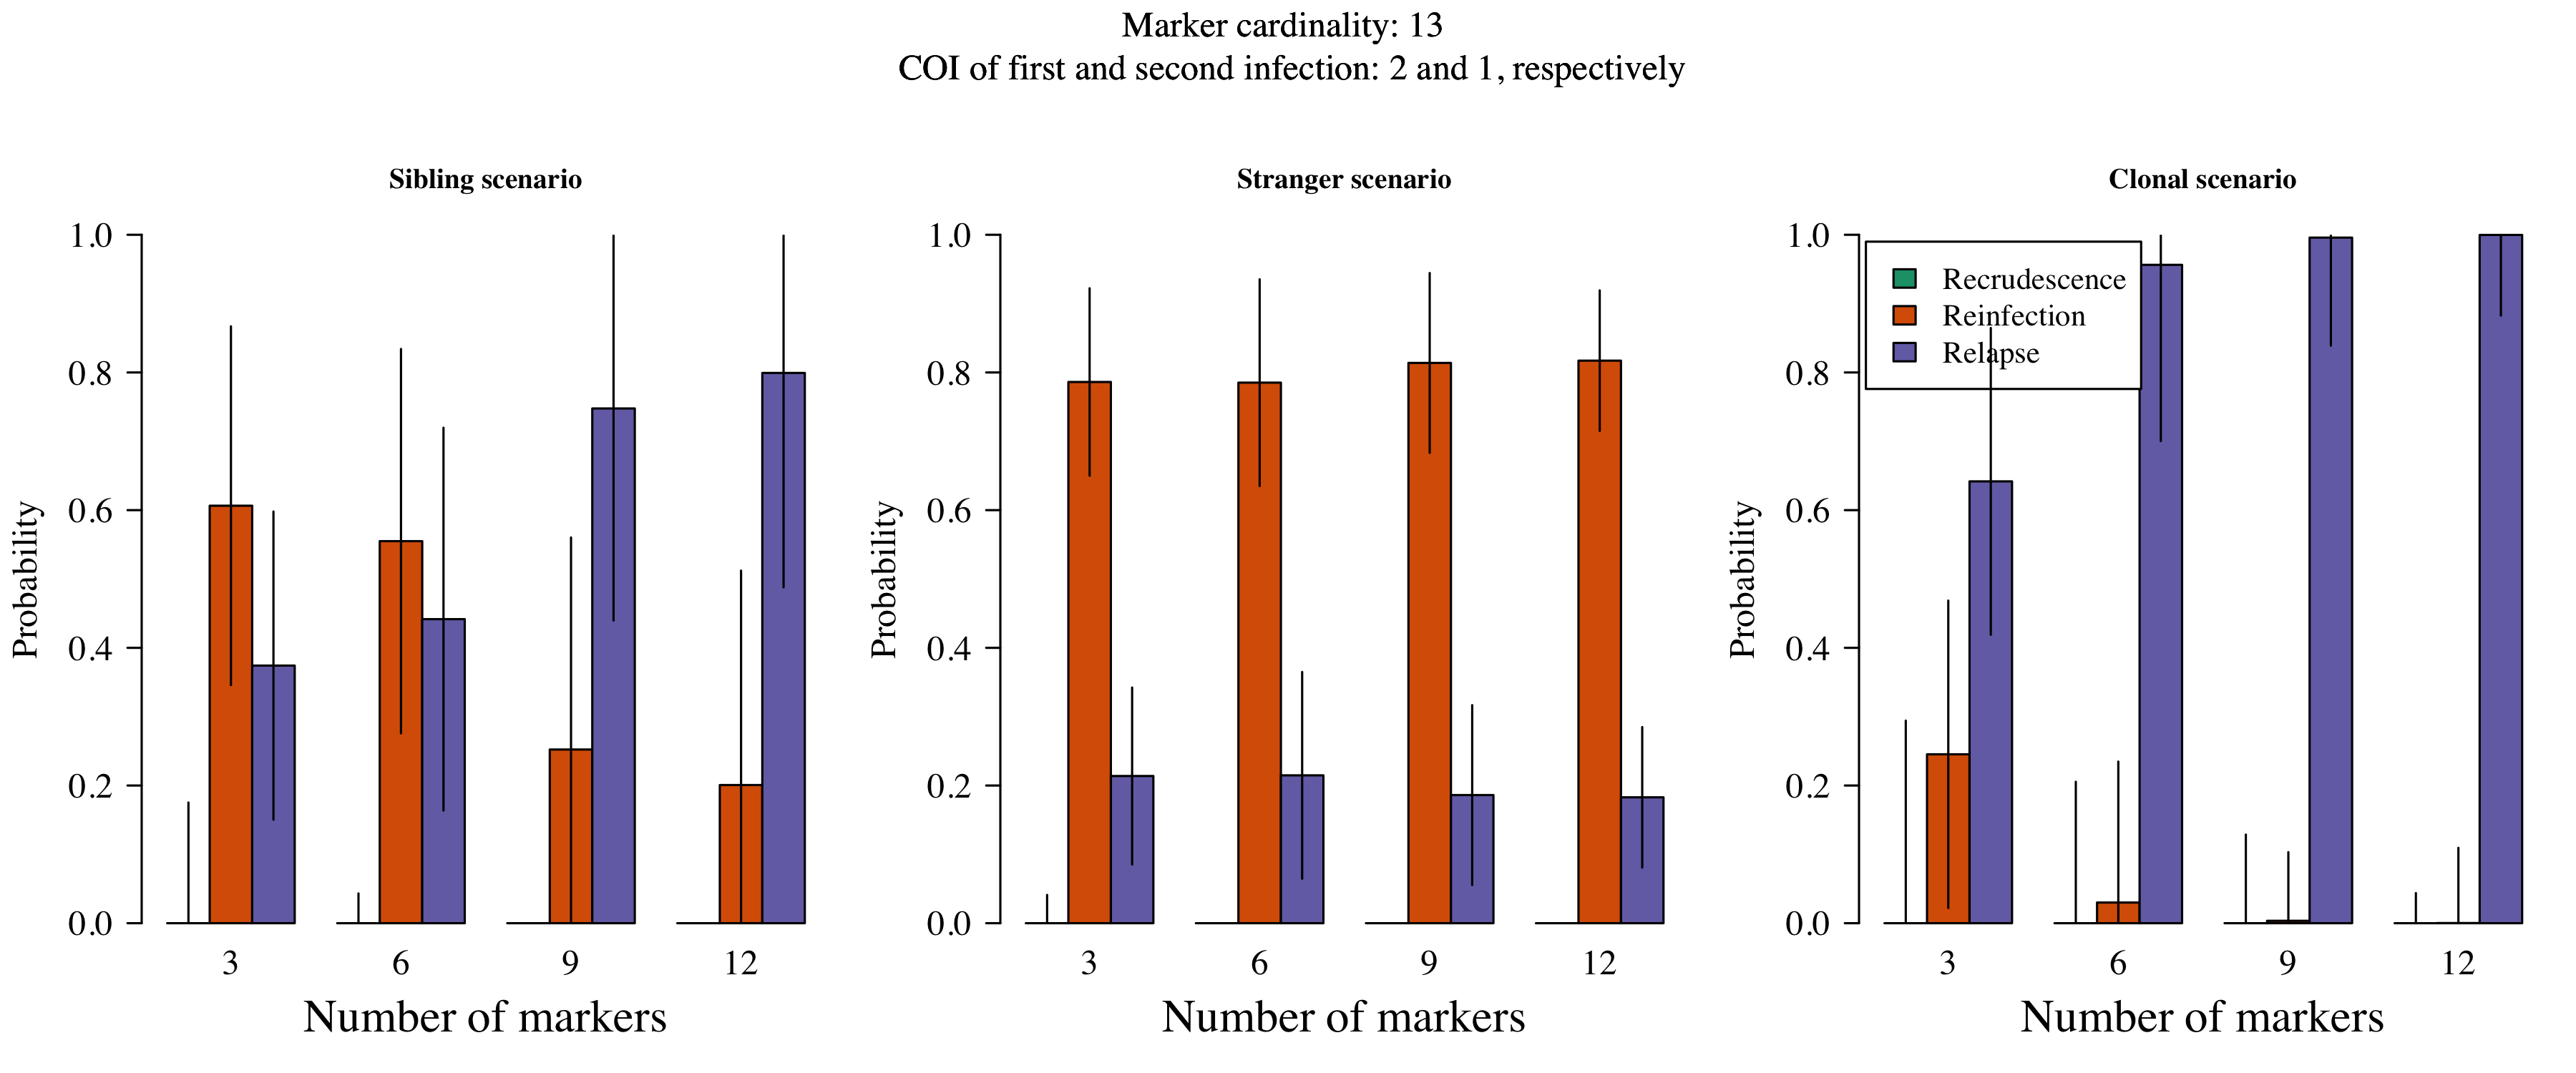 Marker cardinality: 13
COI of first and second infection: 2 and 1, respectively
Sibling scenario
Probability
1.0
0.8
0.6
0.4
0.2
0.0
3 6 9 12
Number of markers
Stranger scenario
Probability
1.0
0.8
0.6
0.4
0.2
0.0
3 6 9 12
Number of markers
Clonal scenario
Probability
1.0
0.8
0.6
0.4
0.2
0.0
Recrudescence
Reinfection
Relapse
3 6 9 12
Number of markers